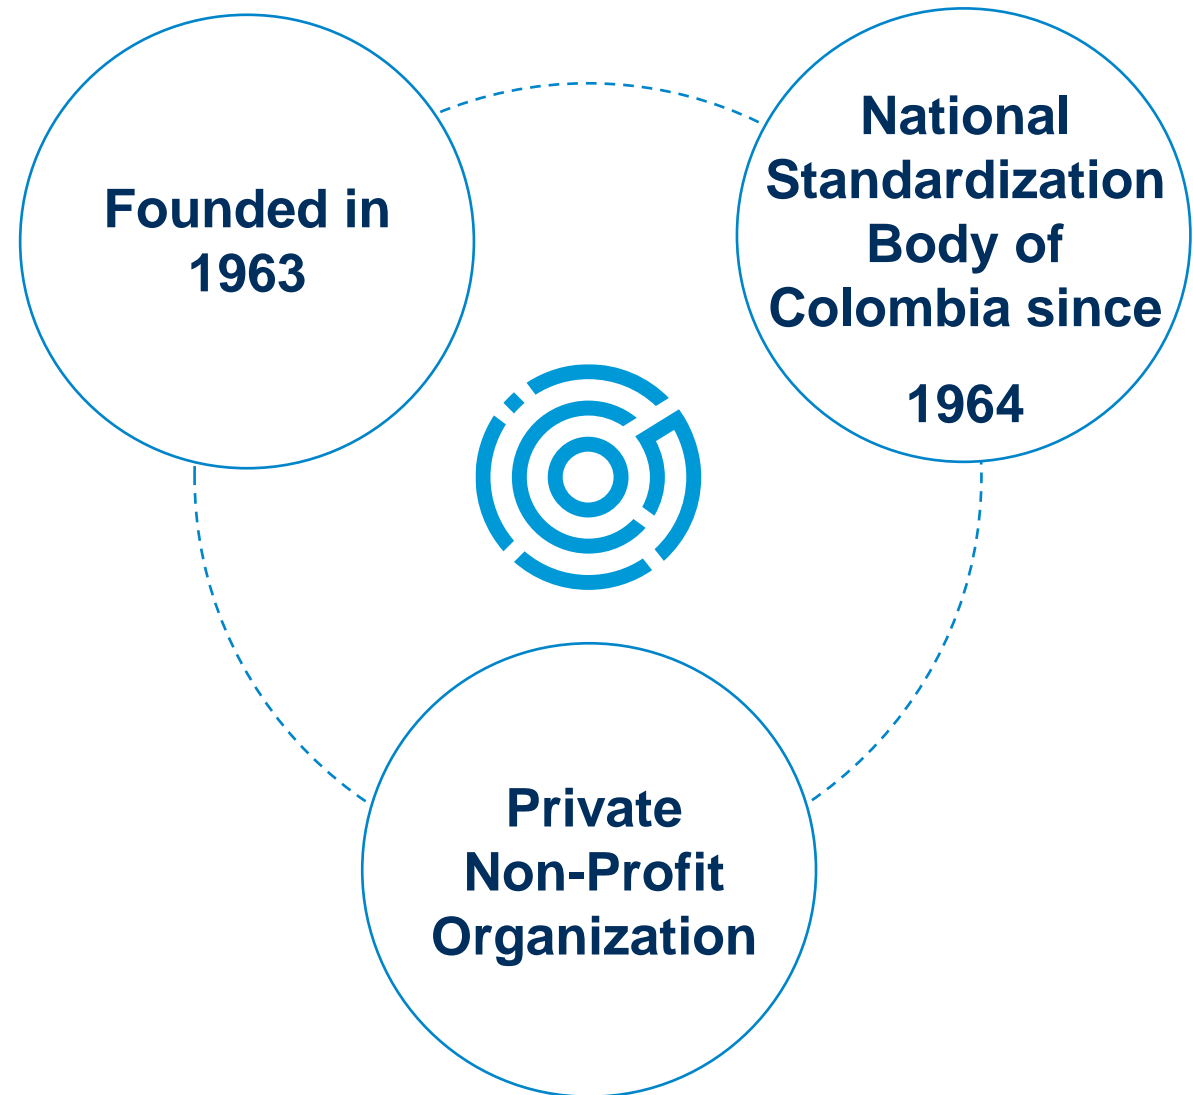 Founded in
1963
National
Standardization
Body of
Colombia since
1964
Private
Non-Profit
Organization